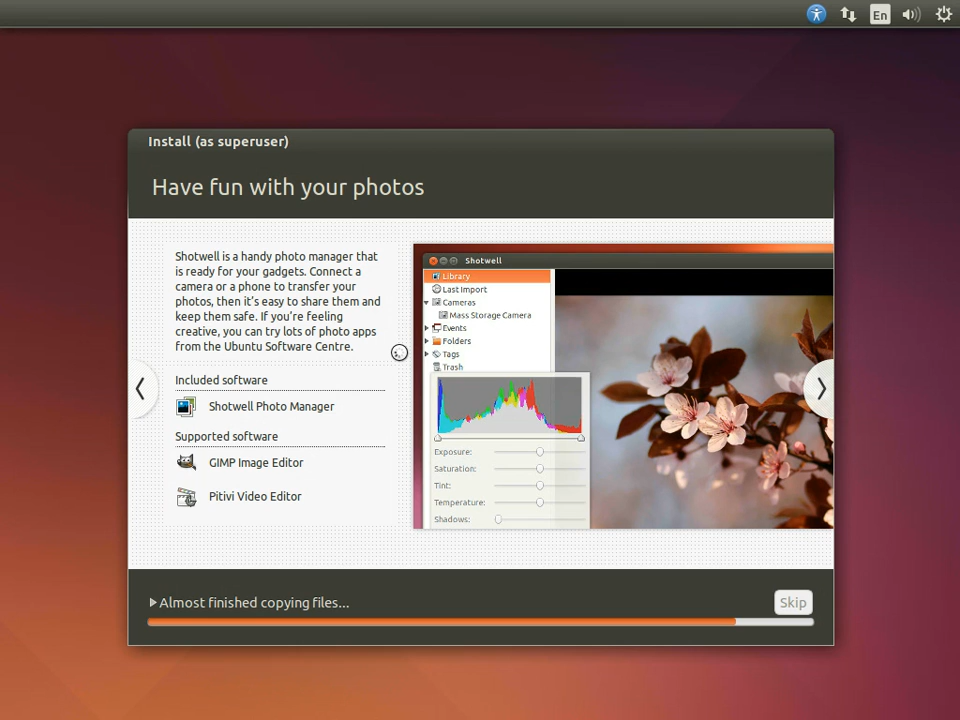 En
Install (as superuser)
Have fun with your photos
Shotwell is a handy photo manager that
is ready for your gadgets. Connect a
camera or a phone to transfer your
photos, then it's easy to share them and
keep them safe. If you're feeling
creative, you can try lots of photo apps
from the Ubuntu Software Centre.
Included software
Shotwell Photo Manager
Supported software
GIMP Image Editor
Pitivi Video Editor
Shotwell
Library
Last Import
Cameras
Mass Storage Camera
Events
Folders
Tags
Trash
Exposure:
Saturation:
Tint:
Temperature:
Shadows:
Almost finished copying files...
Skip